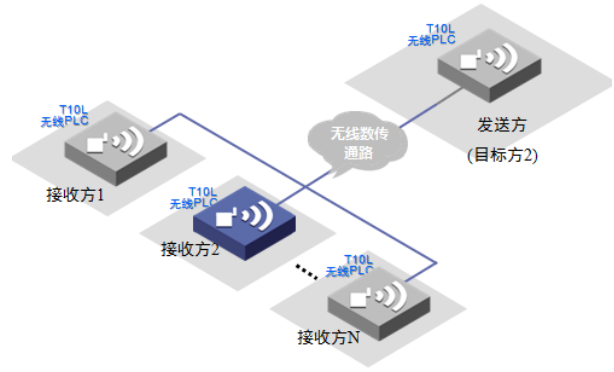 T10L
无线PLC
发送方
(目标方2)
无线数传
通路
T10L
无线PLC
接收方1
T10L
无线PLC
接收方2
T10L
无线PLC
接收方N